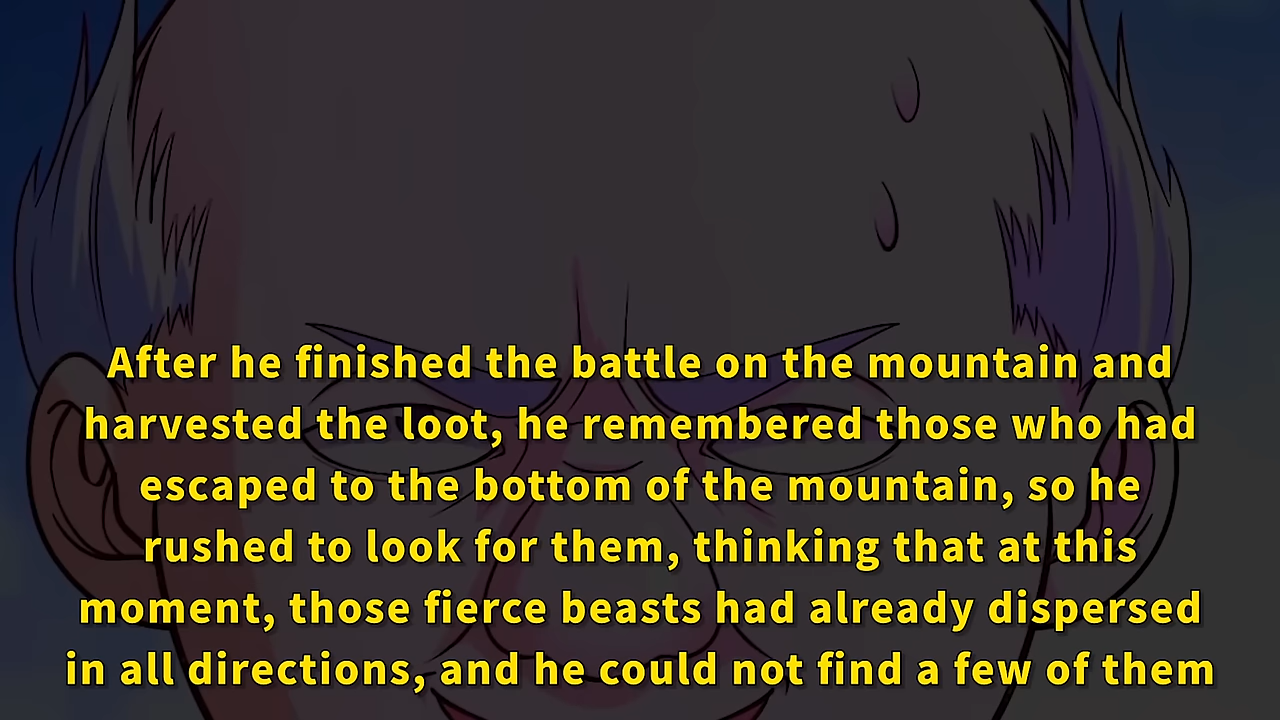 After he finished the battle on the mountain and
harvested the loot, he remembered those who had
escaped to the bottom of the mountain, so he
rushed to look for them, thinking that at this
moment, those fierce beasts had already dispersed
in all directions, and he could not find a few of them